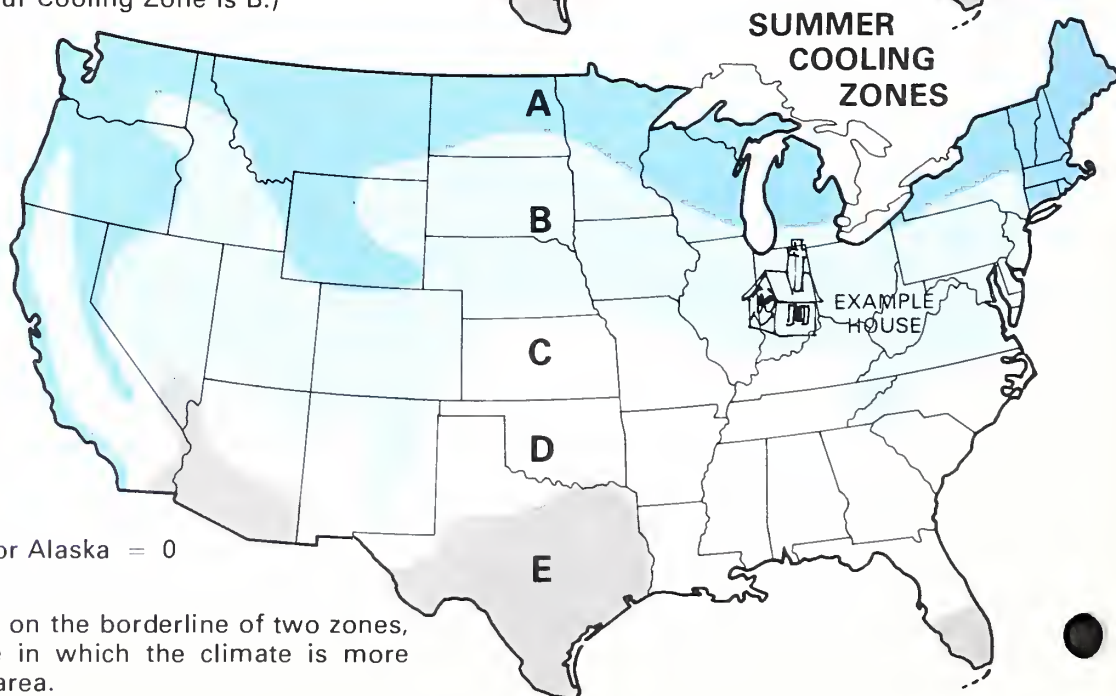 ur Cooling Zone is B.)
SUMMER
COOLING
ZONES
A
B
EXAMPLE
HOUSE
C
D
E
or Alaska = 0
on the borderline of two zones,
in which the climate is more
area.